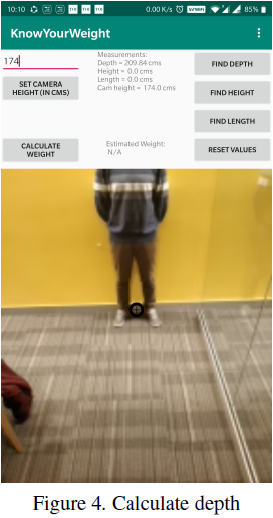 10:10 0.00 K/s VoWiFi 85%
KnowYourWeight
174
SET CAMERA
HEIGHT (IN CMS)
CALCULATE
WEIGHT
Measurements:
Depth = 209.84 cms
Height = 0.0 cms
Length = 0.0 cms
Cam height = 174.0 cms
Estimated Weight:
N/A
FIND DEPTH
FIND HEIGHT
FIND LENGTH
RESET VALUES
Figure 4. Calculate depth